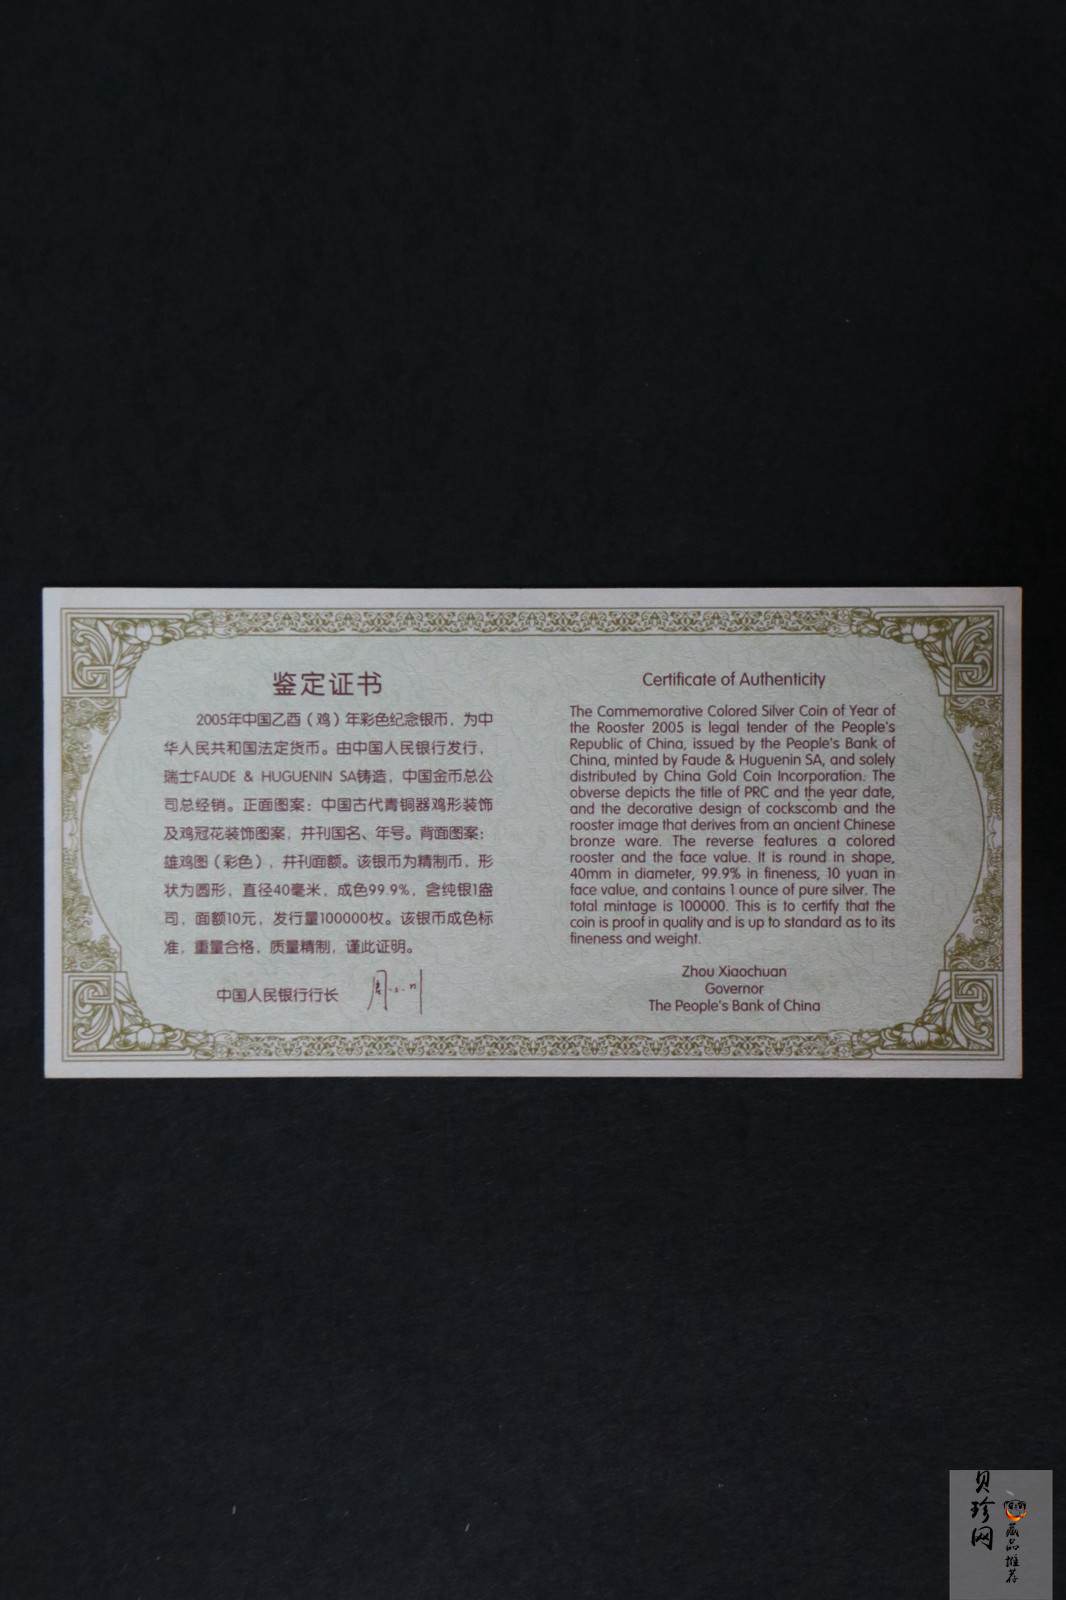 鉴定证书
2005年中国乙酉（鸡）年彩色纪念银币，为中
华人民共和国法定货币。由中国人民银行发行，
瑞士FAUDE & HUGUENIN SA铸造，中国金币总公
司总经销。正面图案：中国古代青铜器鸡形装饰
及鸡冠花装饰图案，并刊国名、年号。背面图案：
雄鸡图（彩色），并刊面额。该银币为精制币，形
状为圆形，直径40毫米，成色99.9%，含纯银1盎
司，面额10元，发行量100000枚。该银币成色标
准，重量合格，质量精制，谨此证明。
中国人民银行行长
Certificate of Authenticity
The Commemorative Colored Silver Coin of Year of
the Rooster 2005 is legal tender of the People's
Republic of China, issued by the People's Bank of
China, minted by Faude & Huguenin SA, and solely
distributed by China Gold Coin Incorporation. The
obverse depicts the title of PRC and the year date,
and the decorative design of cockscomb and the
rooster image that derives from an ancient Chinese
bronze ware. The reverse features a colored
rooster and the face value. It is round in shape,
40mm in diameter, 99.9% in fineness, 10 yuan in
face value, and contains 1 ounce of pure silver. The
total mintage is 100000. This is to certify that the
coin is proof in quality and is up to standard as to its
fineness and weight.
Zhou Xiaochuan
Governor
The People's Bank of China
贝珍网
藏品推荐